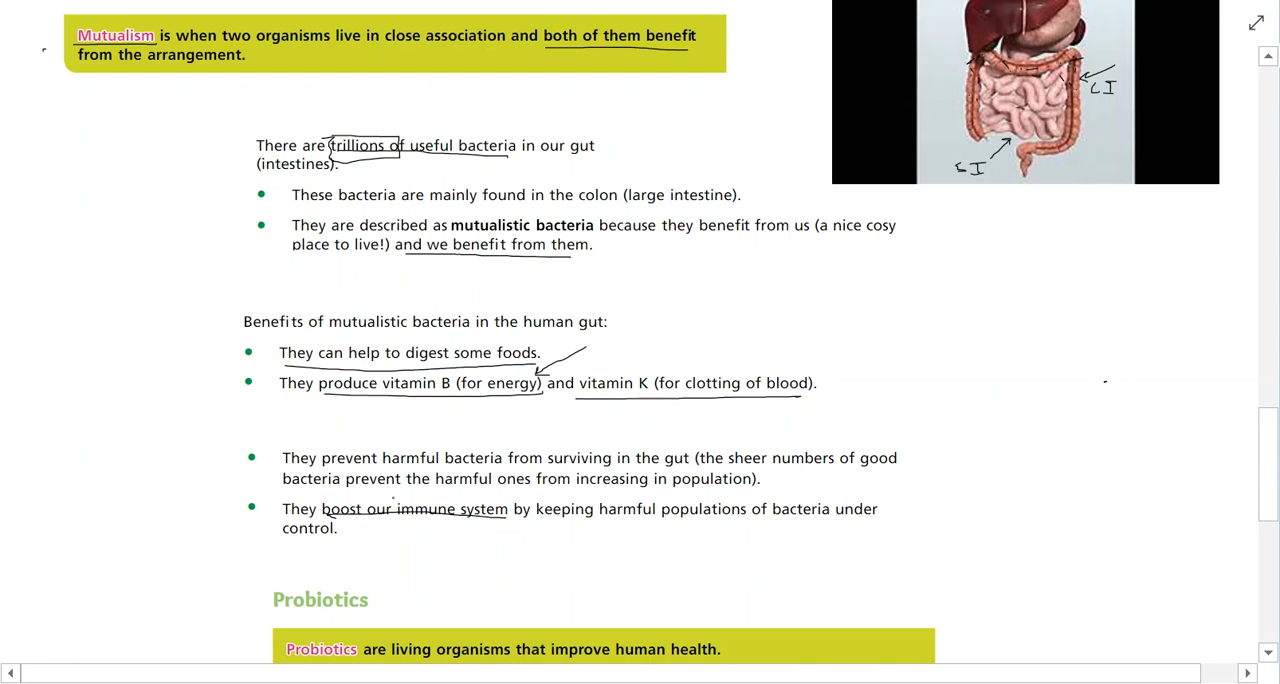 Mutualism is when two organisms live in close association and both of them benefit
from the arrangement.
LI
SI
There are trillions of useful bacteria in our gut
(intestines).
These bacteria are mainly found in the colon (large intestine).
They are described as mutualistic bacteria because they benefit from us (a nice cosy
place to live!) and we benefit from them.
Benefits of mutualistic bacteria in the human gut:
They can help to digest some foods.
They produce vitamin B (for energy) and vitamin K (for clotting of blood).
They prevent harmful bacteria from surviving in the gut (the sheer numbers of good
bacteria prevent the harmful ones from increasing in population).
They boost our immune system by keeping harmful populations of bacteria under
control.
Probiotics
Probiotics are living organisms that improve human health.